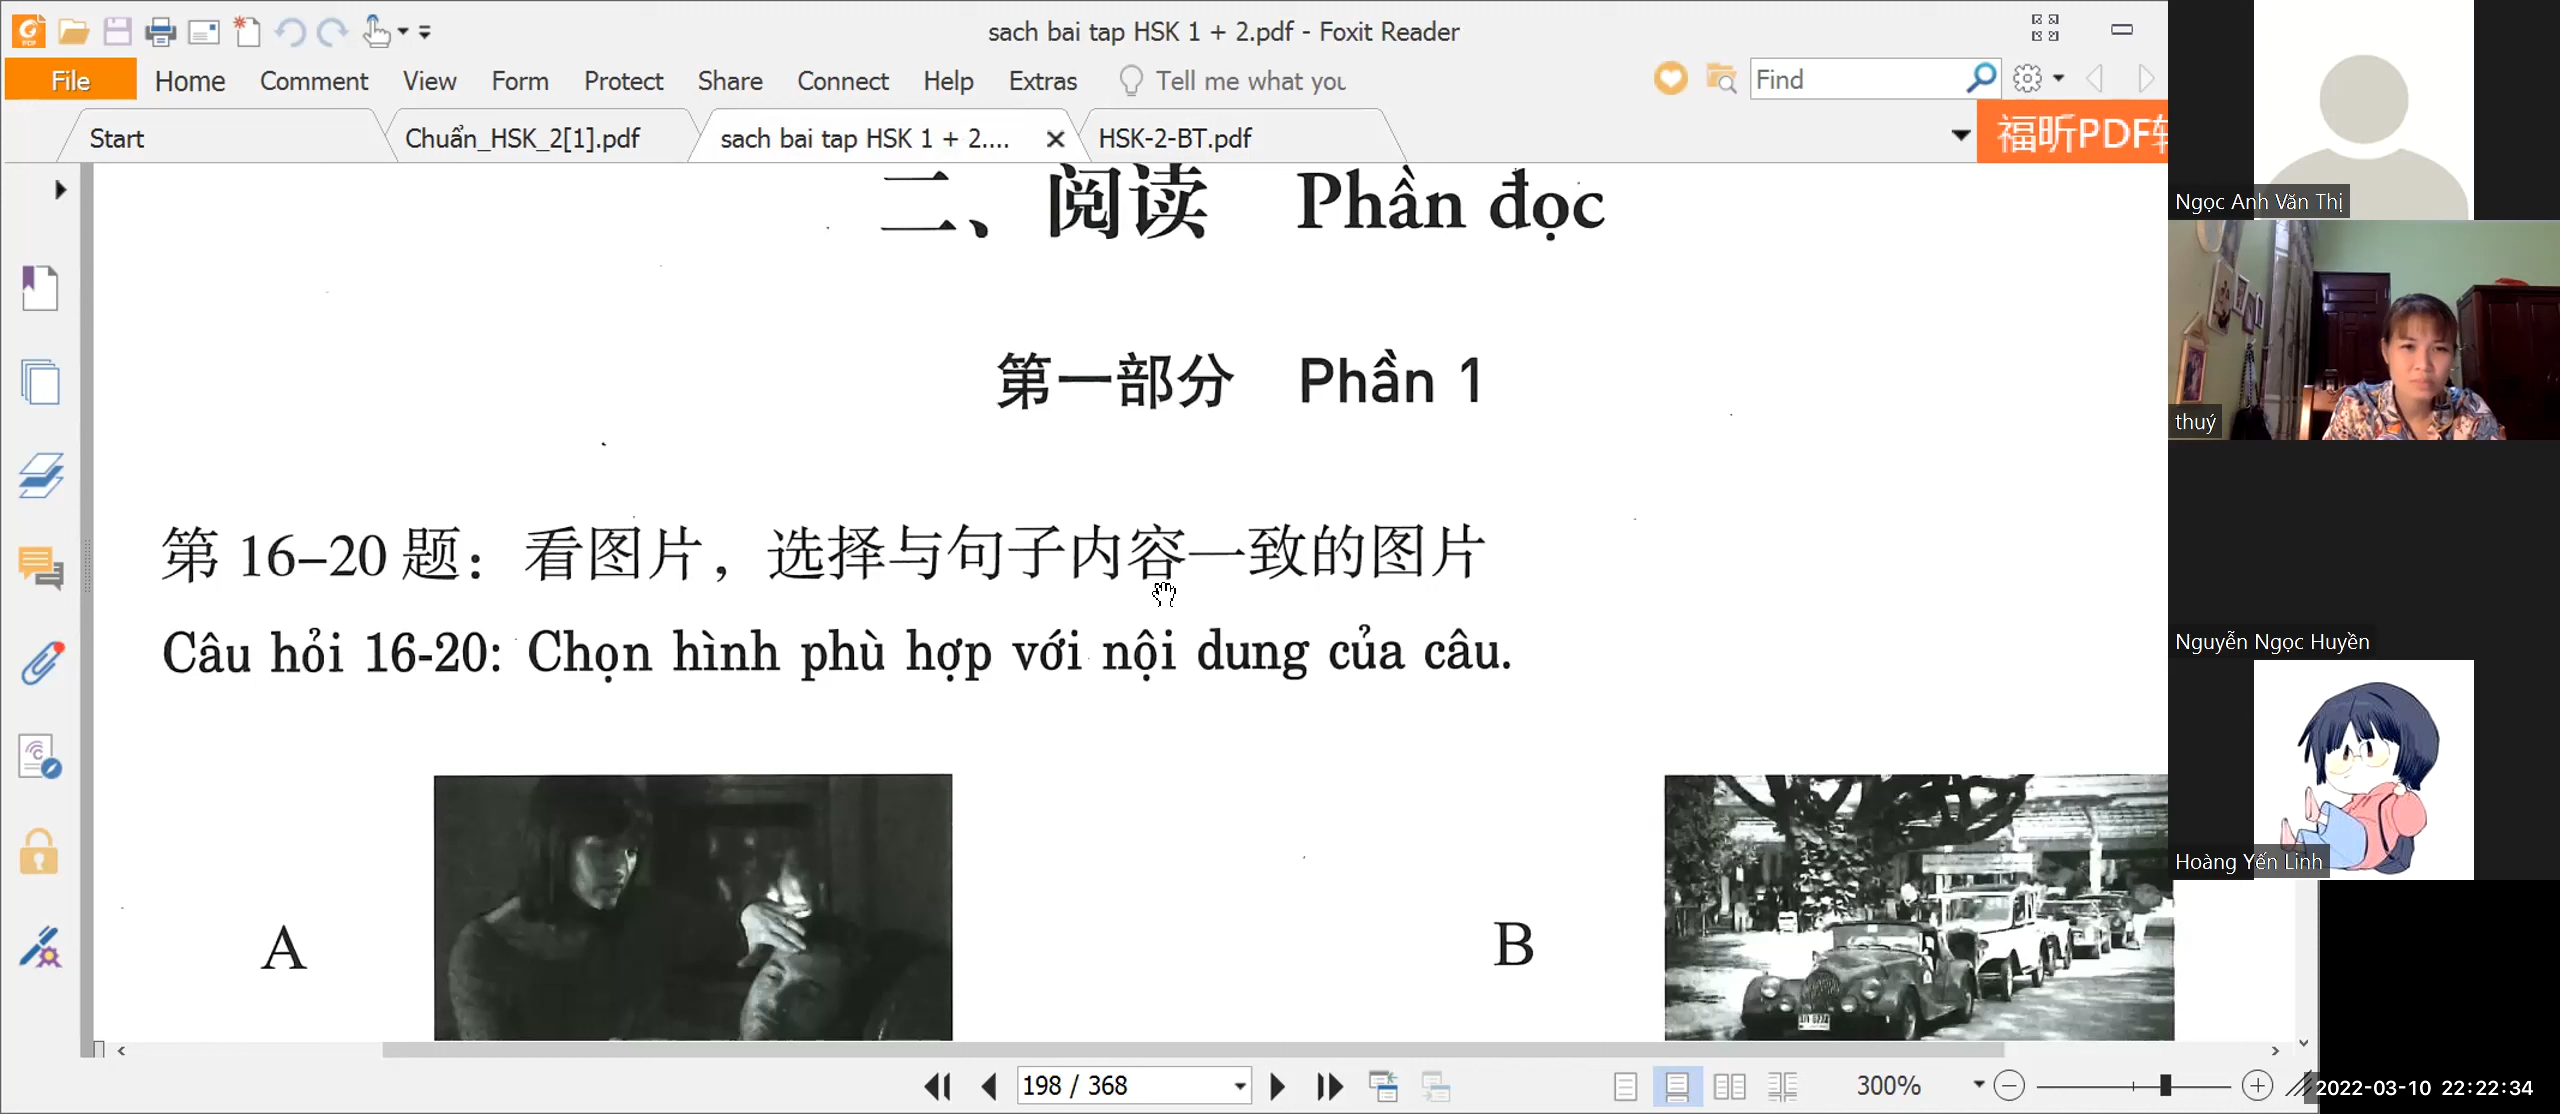 sach bai tap HSK 1 + 2.pdf - Foxit Reader
File Home Comment View Form Protect Share Connect Help Extras Tell me what you Find
Start Chuẩn_HSK_2[1].pdf sach bai tap HSK 1 + 2.... HSK-2-BT.pdf 福昕PDF
二、阅读 Phần đọc
第一部分 Phần 1
第 16–20 题：看图片，选择与句子内容一致的图片
Câu hỏi 16-20: Chọn hình phù hợp với nội dung của câu.
A
B
198 / 368
300%
Ngọc Anh Văn Thị
thuý
Nguyễn Ngọc Huyền
Hoàng Yến Linh
2022-03-10 22:22:34